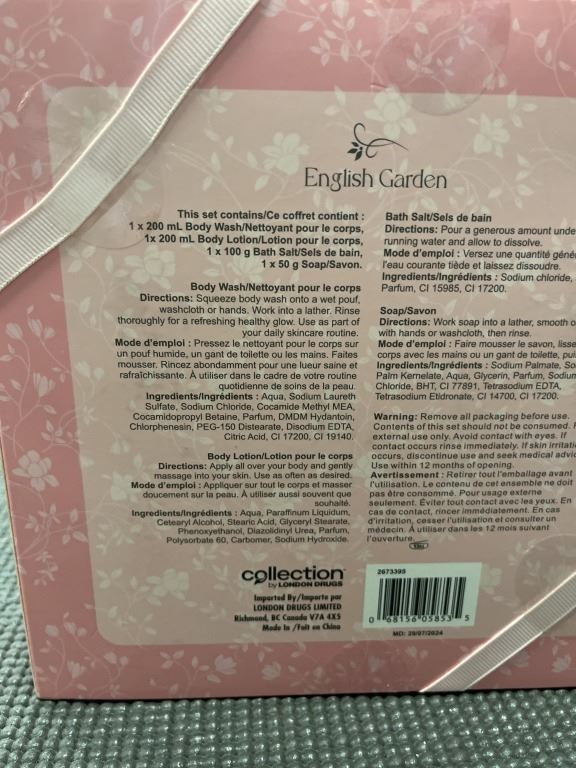 English Garden
This set contains/Ce coffret contient :
1 x 200 mL Body Wash/Nettoyant pour le corps,
1x 200 mL Body Lotion/Lotion pour le corps,
1 x 100 g Bath Salt/Sels de bain,
1 x 50 g Soap/Savon.
Body Wash/Nettoyant pour le corps
Directions: Squeeze body wash onto a wet pouf,
washcloth or hands. Work into a lather. Rinse
thoroughly for a refreshing healthy glow. Use as part of
your daily skincare routine.
Mode d'emploi : Pressez le nettoyant pour le corps sur
un pouf humide, un gant de toilette ou les mains. Faites
mousser. Rincez abondamment pour une lueur saine et
rafraîchissante. À utiliser dans le cadre de votre routine
quotidienne de soins de la peau.
Ingredients/Ingrédients : Aqua, Sodium Laureth
Sulfate, Sodium Chloride, Cocamide Methyl MEA,
Cocamidopropyl Betaine, Parfum, DMDM Hydantoin,
Chlorphenesin, PEG-150 Distearate, Disodium EDTA,
Citric Acid, CI 17200, CI 19140.
Body Lotion/Lotion pour le corps
Directions: Apply all over your body and gently
massage into your skin. Use as often as desired.
Mode d'emploi : Appliquer sur tout le corps et masser
doucement sur la peau. À utiliser aussi souvent que
souhaité.
Ingredients/Ingrédients : Aqua, Paraffinum Liquidum,
Cetearyl Alcohol, Stearic Acid, Glyceryl Stearate,
Phenoxyethanol, Diazolidinyl Urea, Parfum,
Polysorbate 60, Carbomer, Sodium Hydroxide.
Bath Salt/Sels de bain
Directions: Pour a generous amount unde
running water and allow to dissolve.
Mode d'emploi : Versez une quantité géné
l'eau courante tiède et laissez dissoudre.
Ingredients/Ingrédients : Sodium chloride,
Parfum, CI 15985, CI 17200.
Soap/Savon
Directions: Work soap into a lather, smooth o
with hands or washcloth, then rinse.
Mode d'emploi : Faire mousser le savon, lisse
corps avec les mains ou un gant de toilette, pui
Ingredients/Ingrédients : Sodium Palmate, So
Palm Kernelate, Aqua, Glycerin, Parfum, Sodium
Chloride, BHT, CI 77891, Tetrasodium EDTA,
Tetrasodium Etidronate, CI 14700, CI 17200.
Warning: Remove all packaging before use.
Contents of this set should not be consumed. F
external use only. Avoid contact with eyes. If
contact occurs rinse immediately. If skin irritatio
occurs, discontinue use and seek medical advic
Use within 12 months of opening.
Avertissement : Retirer tout l'emballage avant
l'utilisation. Le contenu de cet ensemble ne doit
pas être consommé. Pour usage externe
seulement. Éviter tout contact avec les yeux. En
cas de contact, rincer immédiatement. En cas
d'irritation, cesser l'utilisation et consulter un
médecin. À utiliser dans les 12 mois suivant
l'ouverture.
collection
by LONDON DRUGS
Imported By/Importe par
LONDON DRUGS LIMITED
Richmond, BC Canada V7A 4X5
Made in /Fait en China
2673395
0 68156 05853 5
MD: 29/07/2024